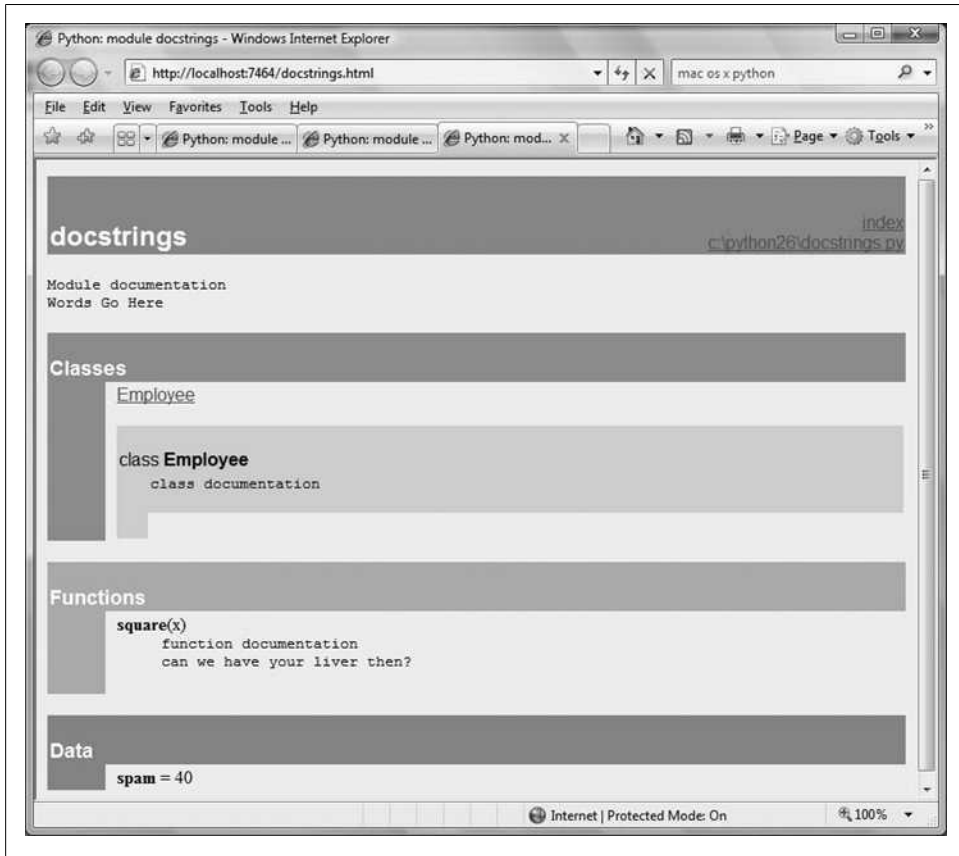 Python: module docstrings - Windows Internet Explorer
http://localhost:7464/docstrings.html
mac os x python
File Edit View Favorites Tools Help
Python: module ... Python: module ... Python: mod... Page Tools »
docstrings
index
c:\python26\docstrings.py
Module documentation
Words Go Here
Classes
Employee
class Employee
class documentation
Functions
square(x)
function documentation
can we have your liver then?
Data
spam = 40
Internet | Protected Mode: On 100%